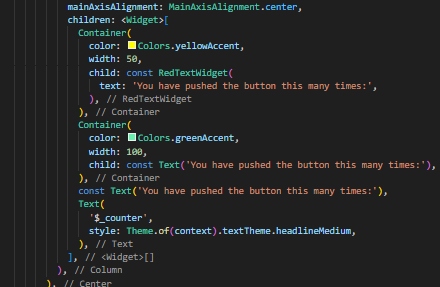 mainAxisAlignment: MainAxisAlignment.center,
children: <Widget>[
Container(
color: Colors.yellowAccent,
width: 50,
child: const RedTextWidget(
text: 'You have pushed the button this many times:',
), // RedTextWidget
), // Container
Container(
color: Colors.greenAccent,
width: 100,
child: const Text('You have pushed the button this many times:'),
), // Container
const Text('You have pushed the button this many times:'),
Text(
'$_counter',
style: Theme.of(context).textTheme.headlineMedium,
), // Text
], // <Widget>[]
), // Column
), // Center